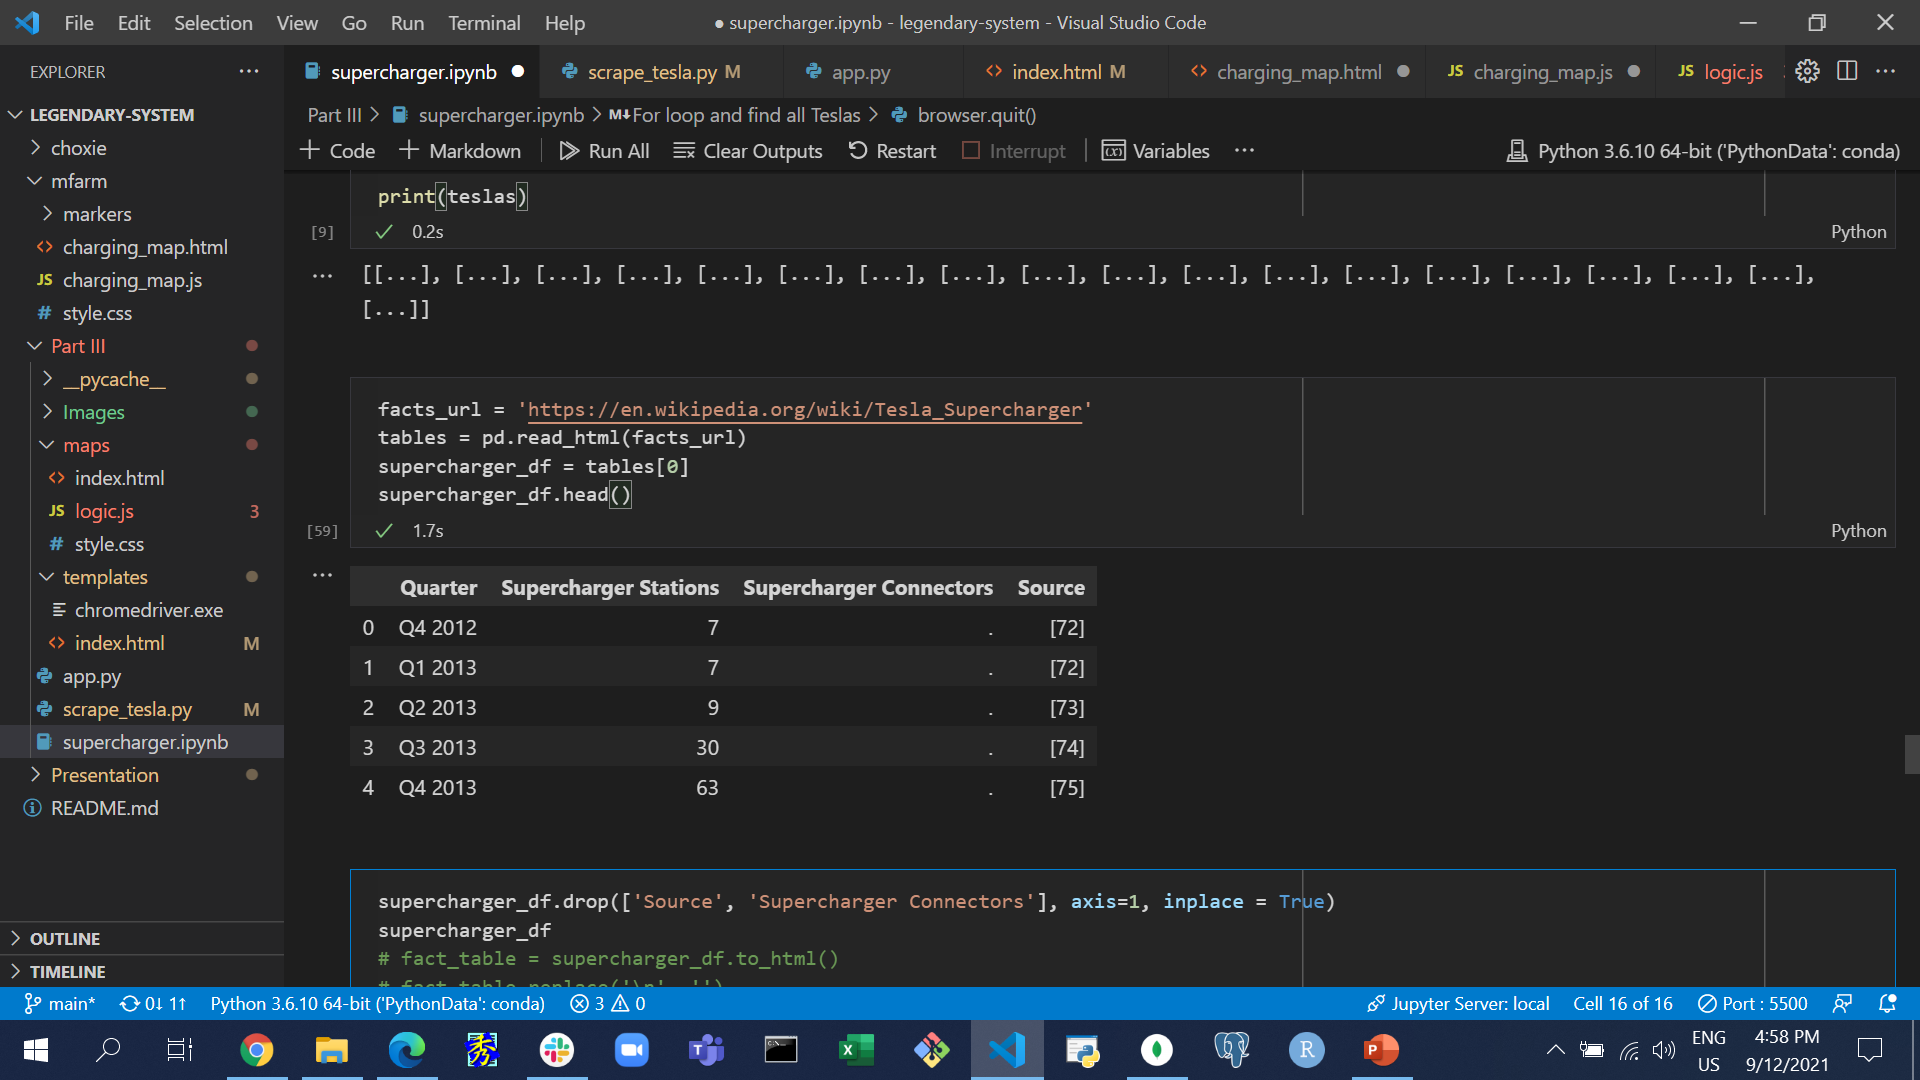 File Edit Selection View Go Run Terminal Help ● supercharger.ipynb - legendary-system - Visual Studio Code
EXPLORER ···
supercharger.ipynb ● scrape_tesla.py M app.py index.html M charging_map.html ● JS charging_map.js ● JS logic.js ···
Part III > supercharger.ipynb > M↓For loop and find all Teslas > browser.quit()
+ Code + Markdown Run All Clear Outputs Restart Interrupt Variables ··· Python 3.6.10 64-bit ('PythonData': conda)
LEGENDARY-SYSTEM
choxie
mfarm
markers
charging_map.html
JS charging_map.js
# style.css
Part III
__pycache__
Images
maps
index.html
JS logic.js 3
# style.css
templates
chromedriver.exe
index.html M
app.py
scrape_tesla.py M
supercharger.ipynb
Presentation
README.md
OUTLINE
TIMELINE
print(teslas)
[9] 0.2s Python
[[...], [...], [...], [...], [...], [...], [...], [...], [...], [...], [...], [...], [...], [...], [...], [...], [...], [...],
[...]]
facts_url = 'https://en.wikipedia.org/wiki/Tesla_Supercharger'
tables = pd.read_html(facts_url)
supercharger_df = tables[0]
supercharger_df.head()
[59] 1.7s Python
Quarter Supercharger Stations Supercharger Connectors Source
0 Q4 2012 7 . [72]
1 Q1 2013 7 . [72]
2 Q2 2013 9 . [73]
3 Q3 2013 30 . [74]
4 Q4 2013 63 . [75]
supercharger_df.drop(['Source', 'Supercharger Connectors'], axis=1, inplace = True)
supercharger_df
# fact_table = supercharger_df.to_html()
# fact_table.replace('\n', '')
main* 0↓ 1↑ Python 3.6.10 64-bit ('PythonData': conda) 3 0 Jupyter Server: local Cell 16 of 16 Port : 5500
秀 X R P ENG
US 4:58 PM
9/12/2021